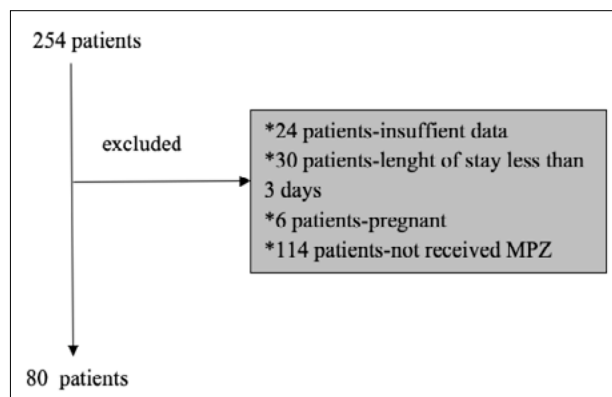 254 patients
excluded
*24 patients-insufficient data
*30 patients-lenght of stay less than
3 days
*6 patients-pregnant
*114 patients-not received MPZ
80 patients